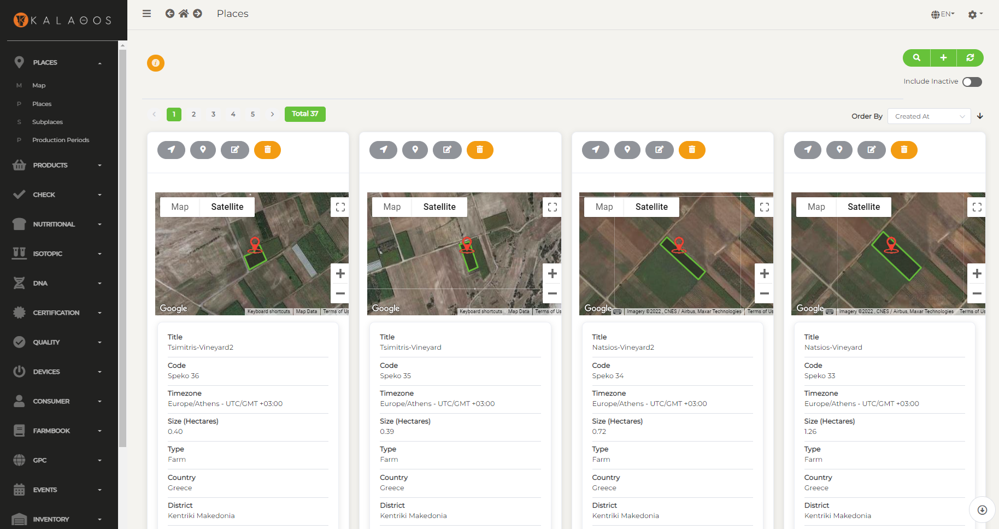 KALAΘOS
Places
EN
PLACES
M Map
P Places
S Subplaces
P Production Periods
PRODUCTS
CHECK
NUTRITIONAL
ISOTOPIC
DNA
CERTIFICATION
QUALITY
DEVICES
CONSUMER
FARMBOOK
GPC
EVENTS
INVENTORY
Include Inactive
1 2 3 4 5 Total 37
Order By Created At
Map Satellite
Google
Keyboard shortcuts Map Data Terms of Us
Title
Tsimitris-Vineyard2
Code
Speko 36
Timezone
Europe/Athens - UTC/GMT +03:00
Size (Hectares)
0.40
Type
Farm
Country
Greece
District
Kentriki Makedonia
Map Satellite
Google
Keyboard shortcuts Map Data Terms of Us
Title
Tsimitris-Vineyard
Code
Speko 35
Timezone
Europe/Athens - UTC/GMT +03:00
Size (Hectares)
0.39
Type
Farm
Country
Greece
District
Kentriki Makedonia
Map Satellite
Google
Imagery ©2022 , CNES / Airbus, Maxar Technologies Terms of Us
Title
Natsios-Vineyard2
Code
Speko 34
Timezone
Europe/Athens - UTC/GMT +03:00
Size (Hectares)
0.72
Type
Farm
Country
Greece
District
Kentriki Makedonia
Map Satellite
Google
Imagery ©2022 , CNES / Airbus, Maxar Technologies Terms of Us
Title
Natsios-Vineyard
Code
Speko 33
Timezone
Europe/Athens - UTC/GMT +03:00
Size (Hectares)
1.26
Type
Farm
Country
Greece
District
Kentriki Makedonia